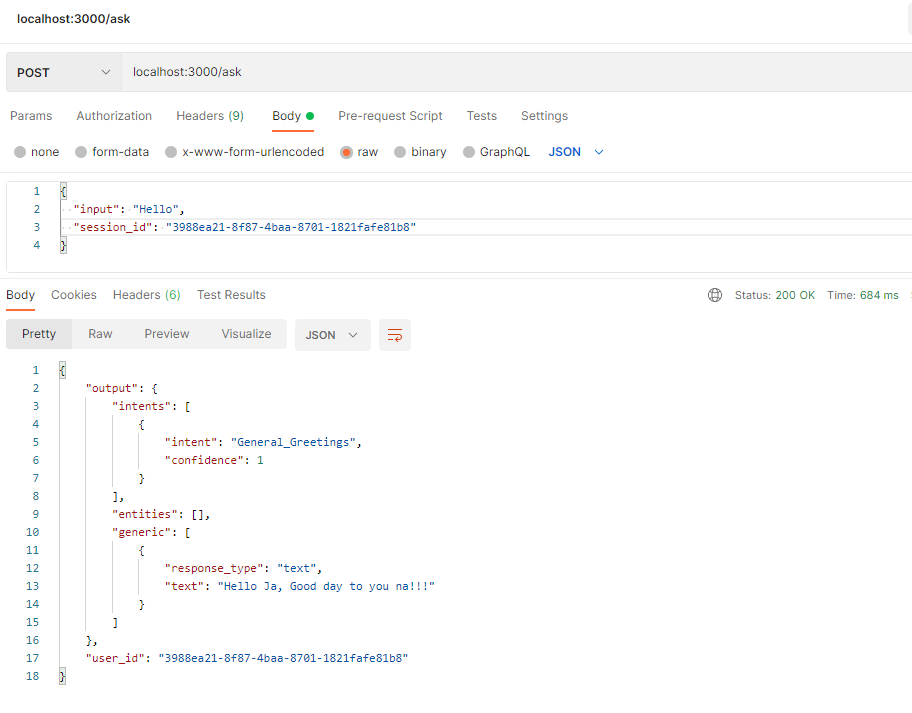 localhost:3000/ask
POST localhost:3000/ask
Params Authorization Headers (9) Body Pre-request Script Tests Settings
none form-data x-www-form-urlencoded raw binary GraphQL JSON
1 {
2 "input": "Hello",
3 "session_id": "3988ea21-8f87-4baa-8701-1821fafe81b8"
4 }
Body Cookies Headers (6) Test Results Status: 200 OK Time: 684 ms
Pretty Raw Preview Visualize JSON
1 {
2 "output": {
3 "intents": [
4 {
5 "intent": "General_Greetings",
6 "confidence": 1
7 }
8 ],
9 "entities": [],
10 "generic": [
11 {
12 "response_type": "text",
13 "text": "Hello Ja, Good day to you na!!!"
14 }
15 ]
16 },
17 "user_id": "3988ea21-8f87-4baa-8701-1821fafe81b8"
18 }